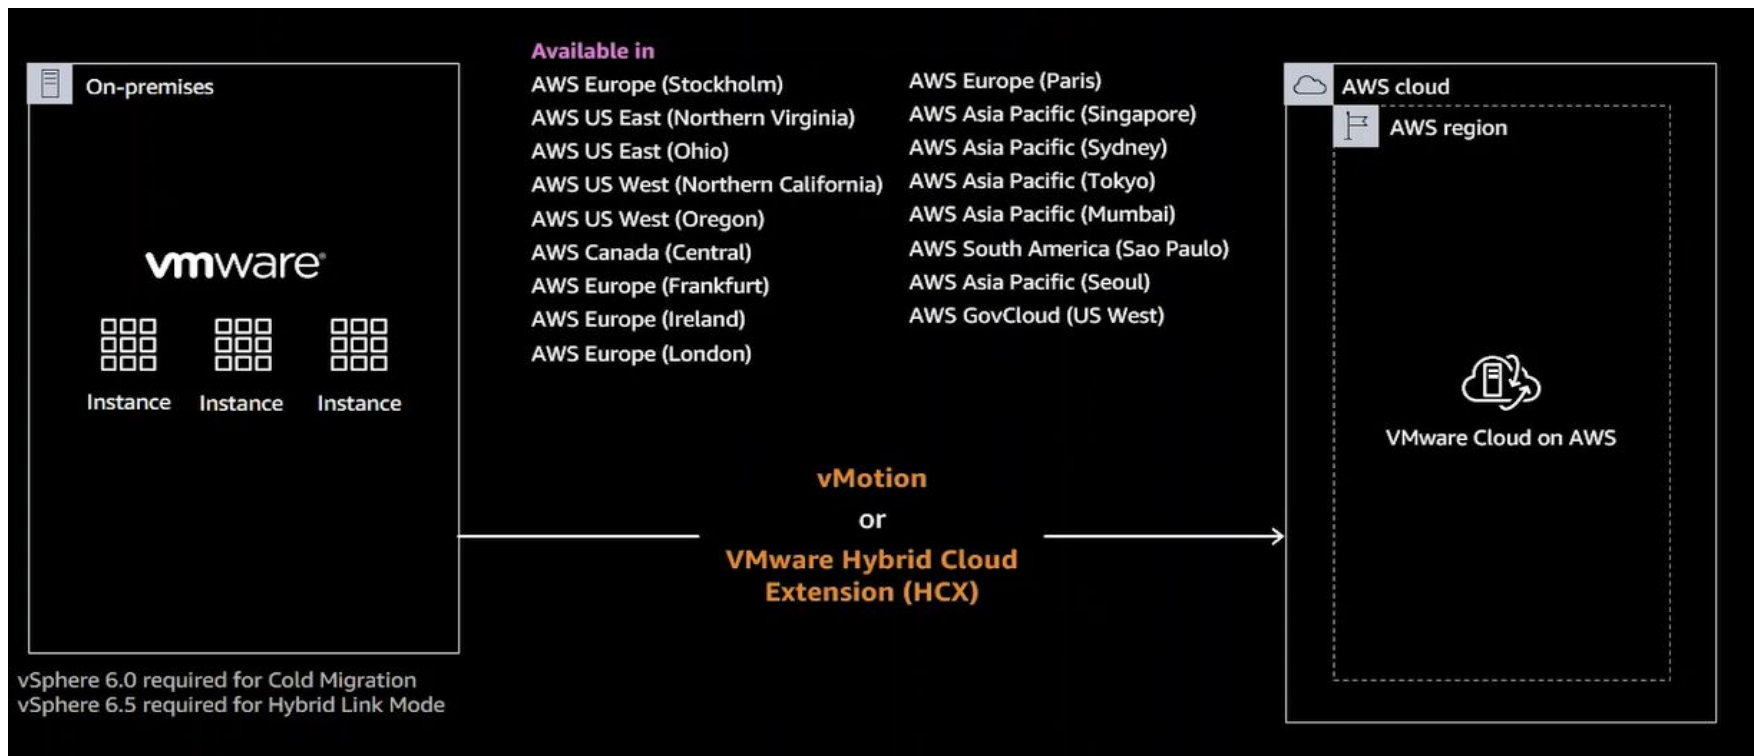 On-premises
vmware®
Instance
Instance
Instance
vSphere 6.0 required for Cold Migration
vSphere 6.5 required for Hybrid Link Mode
Available in
AWS Europe (Stockholm)
AWS US East (Northern Virginia)
AWS US East (Ohio)
AWS US West (Northern California)
AWS US West (Oregon)
AWS Canada (Central)
AWS Europe (Frankfurt)
AWS Europe (Ireland)
AWS Europe (London)
AWS Europe (Paris)
AWS Asia Pacific (Singapore)
AWS Asia Pacific (Sydney)
AWS Asia Pacific (Tokyo)
AWS Asia Pacific (Mumbai)
AWS South America (Sao Paulo)
AWS Asia Pacific (Seoul)
AWS GovCloud (US West)
vMotion
or
VMware Hybrid Cloud
Extension (HCX)
AWS cloud
AWS region
VMware Cloud on AWS